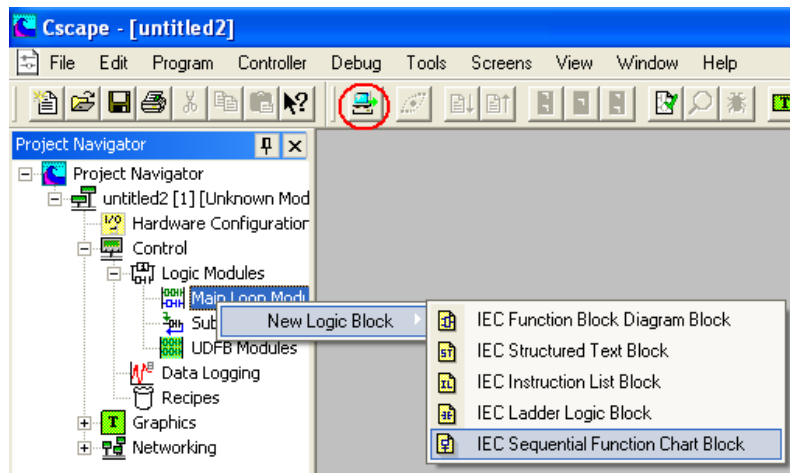 Cscape - [untitled2]
File Edit Program Controller Debug Tools Screens View Window Help
Project Navigator
Project Navigator
untitled2 [1] [Unknown Mod
I/O Hardware Configuration
Control
Logic Modules
Main Loop Modu
Sub
New Logic Block
UDFB Modules
Data Logging
Recipes
T Graphics
Networking
IEC Function Block Diagram Block
ST IEC Structured Text Block
IL IEC Instruction List Block
IEC Ladder Logic Block
IEC Sequential Function Chart Block
T